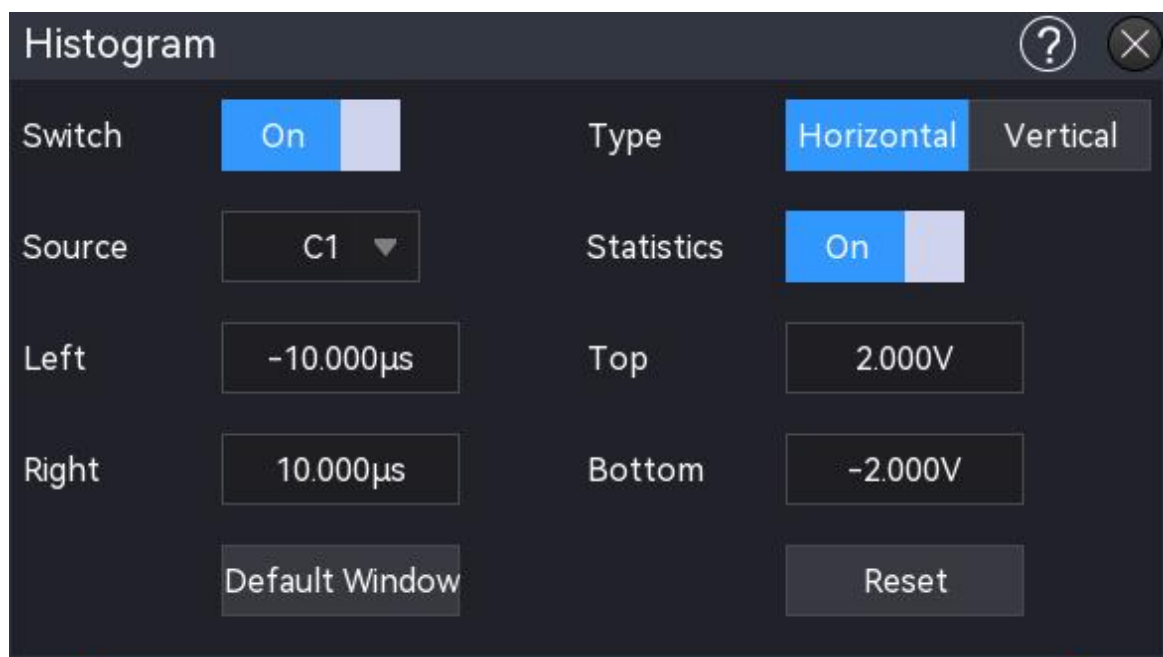 Histogram ?
Switch On Type Horizontal Vertical
Source C1 Statistics On
Left -10.000μs Top 2.000V
Right 10.000μs Bottom -2.000V
Default Window Reset